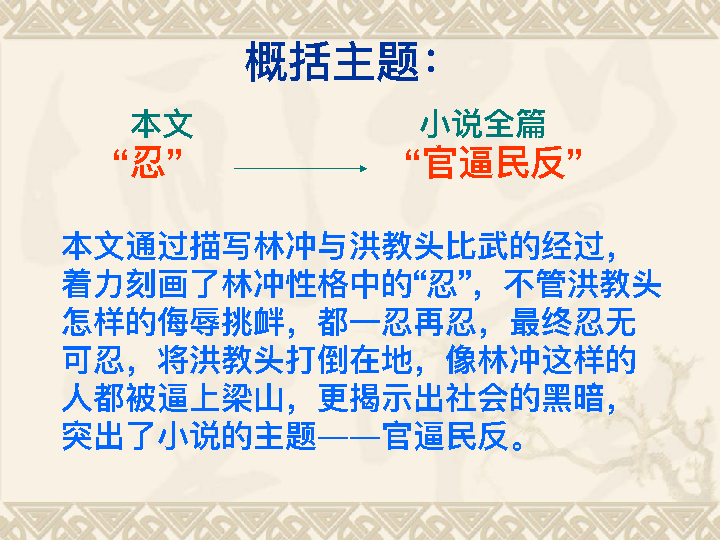 概括主题：
本文 小说全篇
“忍” “官逼民反”
本文通过描写林冲与洪教头比武的经过，
着力刻画了林冲性格中的“忍”，不管洪教头
怎样的侮辱挑衅，都一忍再忍，最终忍无
可忍，将洪教头打倒在地，像林冲这样的
人都被逼上梁山，更揭示出社会的黑暗，
突出了小说的主题——官逼民反。